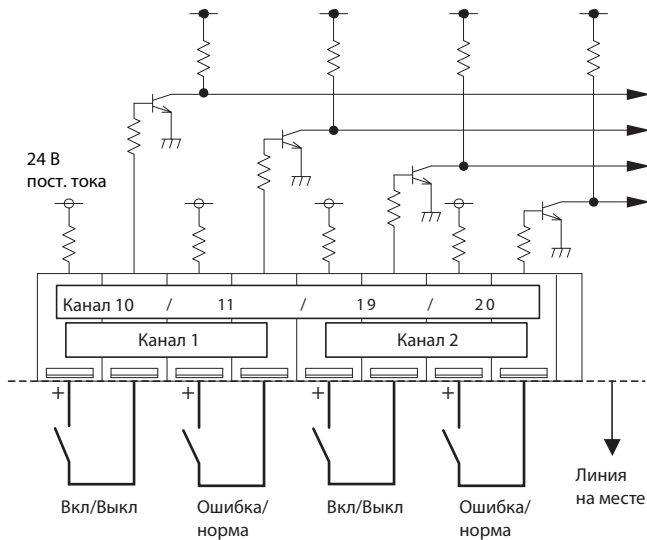 24 В
пост. тока
Канал 10 / 11 / 19 / 20
Канал 1 Канал 2
+ + + +
Вкл/Выкл Ошибка/ Вкл/Выкл Ошибка/ Линия
норма норма на месте